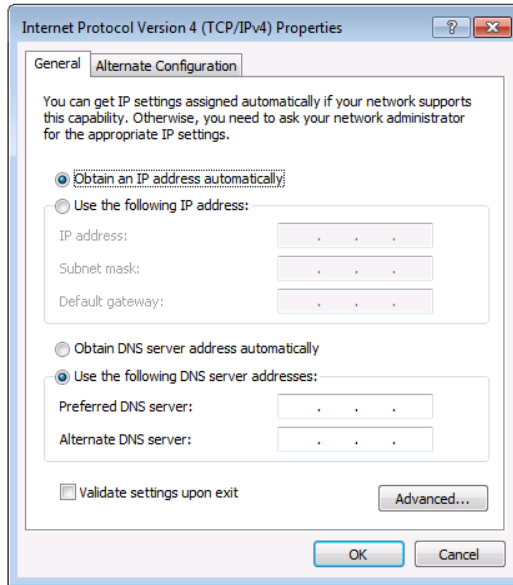 Internet Protocol Version 4 (TCP/IPv4) Properties
General
Alternate Configuration
You can get IP settings assigned automatically if your network supports
this capability. Otherwise, you need to ask your network administrator
for the appropriate IP settings.
Obtain an IP address automatically
Use the following IP address:
IP address:
Subnet mask:
Default gateway:
Obtain DNS server address automatically
Use the following DNS server addresses:
Preferred DNS server:
Alternate DNS server:
Validate settings upon exit
Advanced...
OK
Cancel